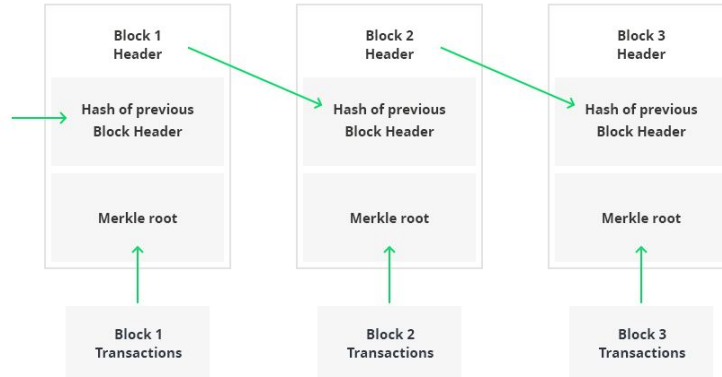 Block 1
Header
Hash of previous
Block Header
Merkle root
Block 1
Transactions
Block 2
Header
Hash of previous
Block Header
Merkle root
Block 2
Transactions
Block 3
Header
Hash of previous
Block Header
Merkle root
Block 3
Transactions